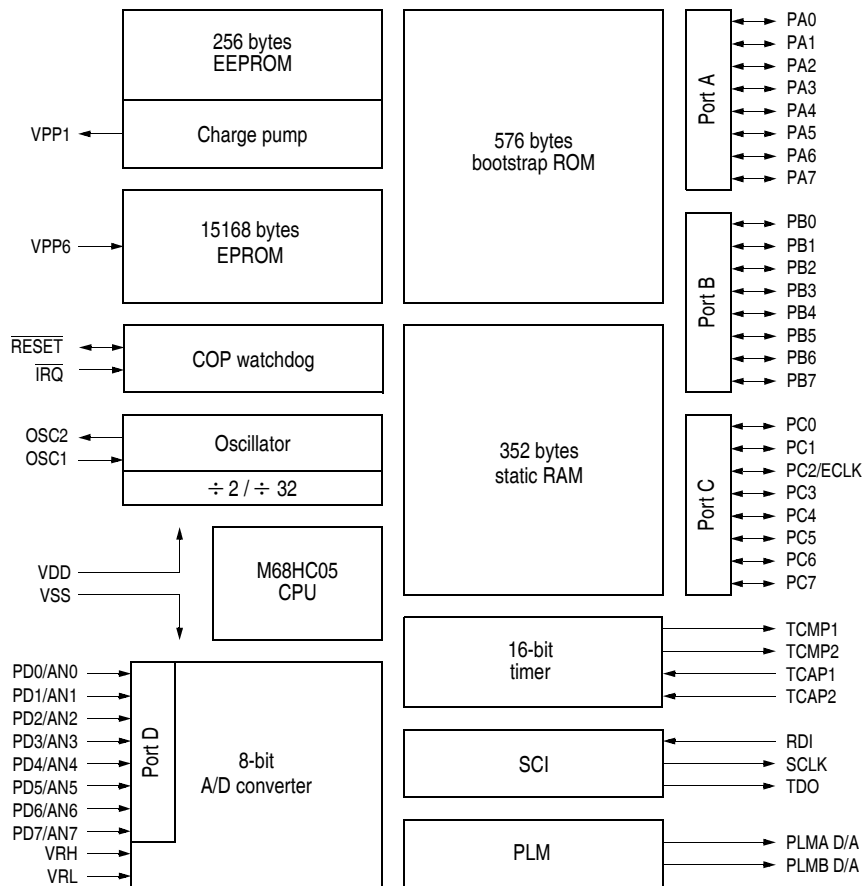 256 bytes
EEPROM
Charge pump
VPP1
15168 bytes
EPROM
VPP6
RESET
IRQ
COP watchdog
OSC2
OSC1
Oscillator
÷ 2 / ÷ 32
VDD
VSS
M68HC05
CPU
PD0/AN0
PD1/AN1
PD2/AN2
PD3/AN3
PD4/AN4
PD5/AN5
PD6/AN6
PD7/AN7
VRH
VRL
Port D
8-bit
A/D converter
576 bytes
bootstrap ROM
352 bytes
static RAM
16-bit
timer
SCI
PLM
Port A
PA0
PA1
PA2
PA3
PA4
PA5
PA6
PA7
Port B
PB0
PB1
PB2
PB3
PB4
PB5
PB6
PB7
Port C
PC0
PC1
PC2/ECLK
PC3
PC4
PC5
PC6
PC7
TCMP1
TCMP2
TCAP1
TCAP2
RDI
SCLK
TDO
PLMA D/A
PLMB D/A